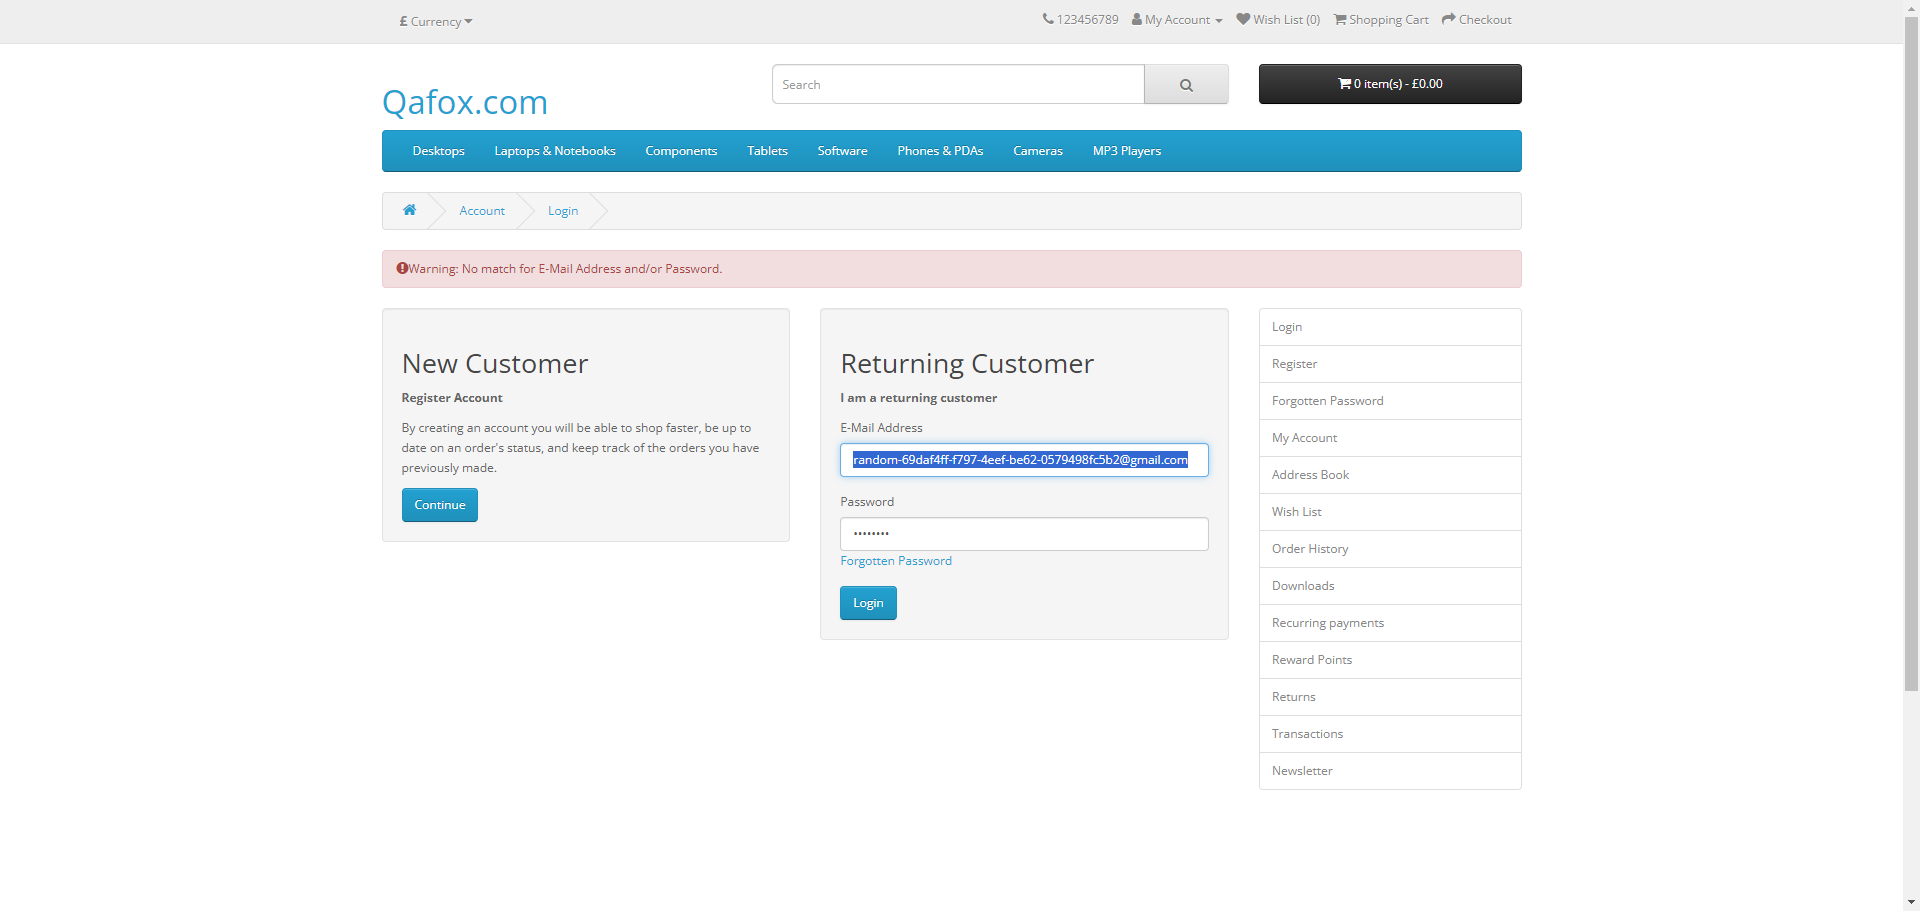 £ Currency
123456789 My Account Wish List (0) Shopping Cart Checkout
Qafox.com
Search
0 item(s) - £0.00
Desktops Laptops & Notebooks Components Tablets Software Phones & PDAs Cameras MP3 Players
Account Login
Warning: No match for E-Mail Address and/or Password.
New Customer
Register Account
By creating an account you will be able to shop faster, be up to
date on an order's status, and keep track of the orders you have
previously made.
Continue
Returning Customer
I am a returning customer
E-Mail Address
random-69daf4ff-f797-4eef-be62-0579498fc5b2@gmail.com
Password
••••••••
Forgotten Password
Login
Login
Register
Forgotten Password
My Account
Address Book
Wish List
Order History
Downloads
Recurring payments
Reward Points
Returns
Transactions
Newsletter